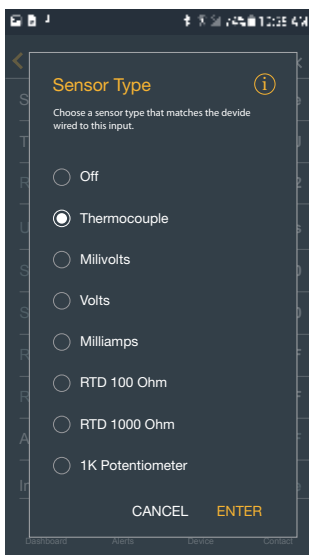 12:35 AM
Sensor Type
i
Choose a sensor type that matches the devide
wired to this input.
Off
Thermocouple
Milivolts
Volts
Milliamps
RTD 100 Ohm
RTD 1000 Ohm
1K Potentiometer
CANCEL ENTER
Dashboard Alerts Device Contact